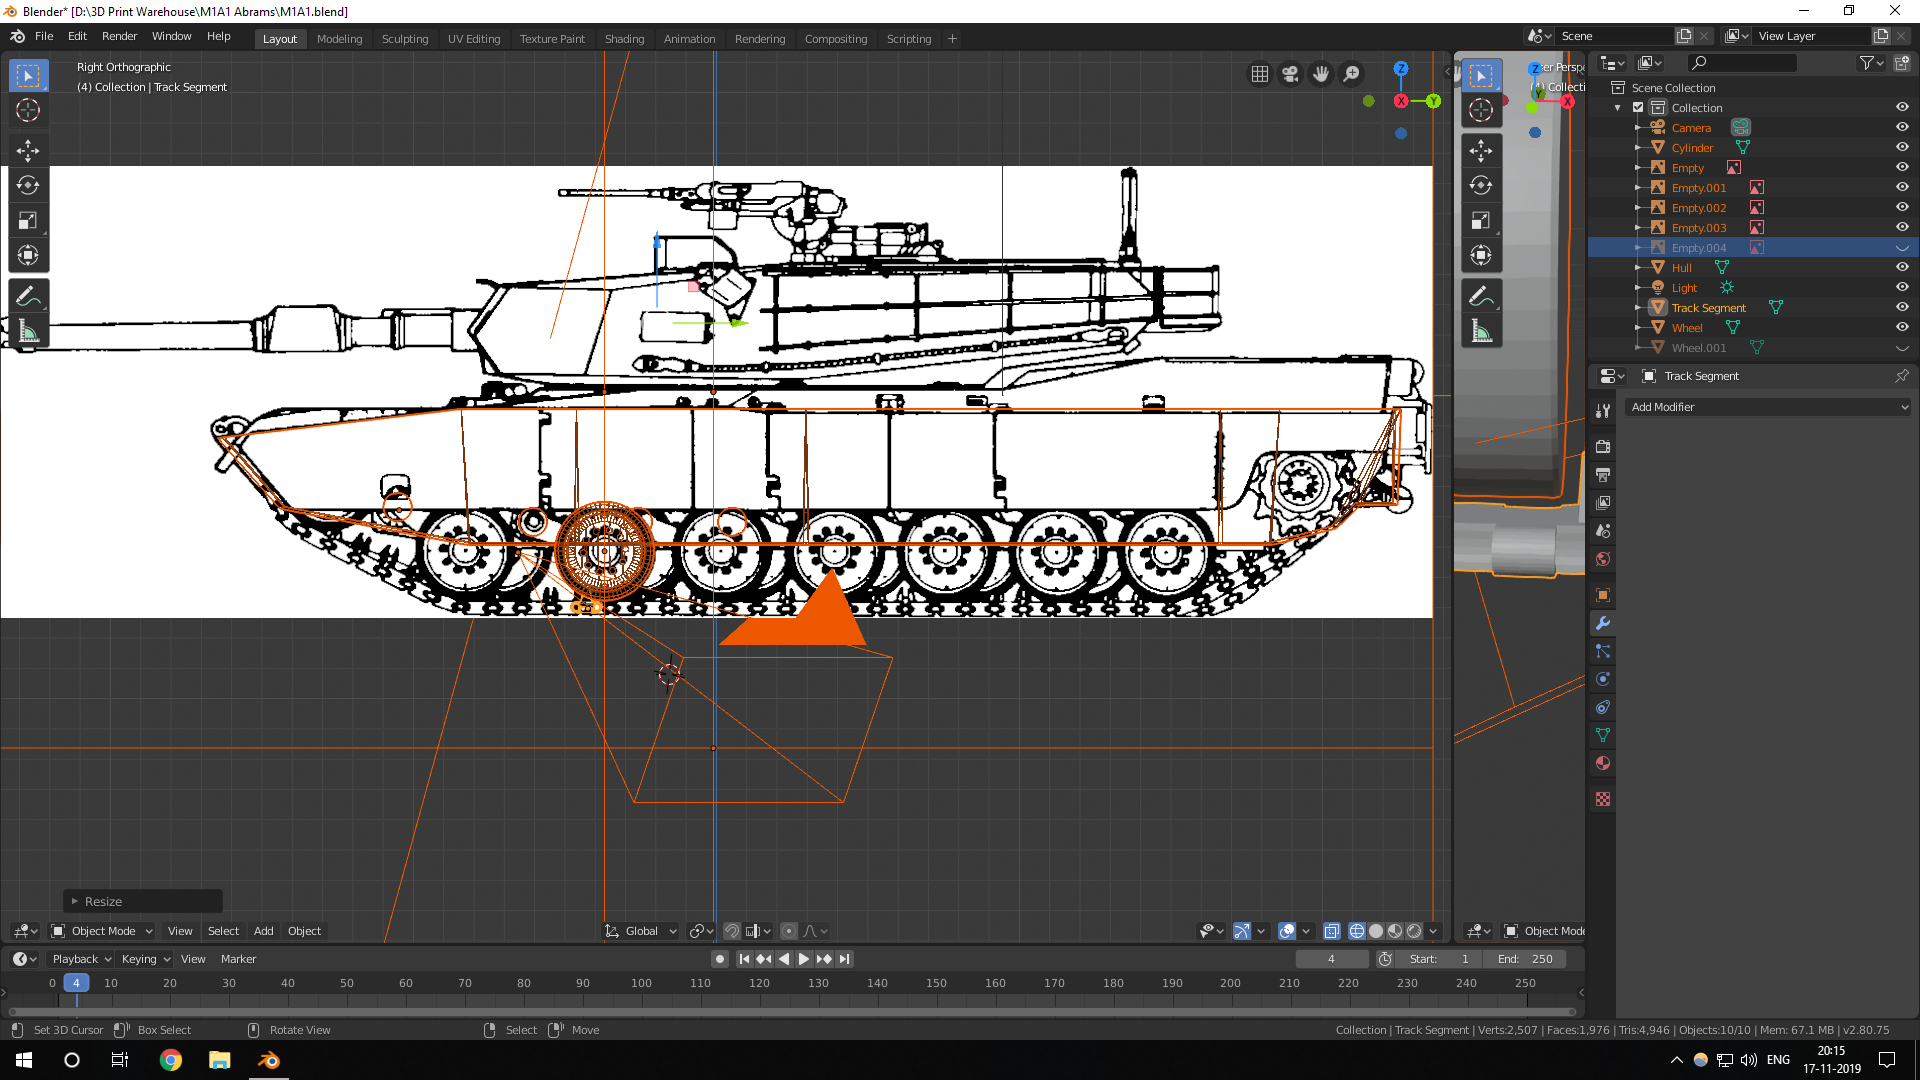 Blender* [D:\3D Print Warehouse\M1A1 Abrams\M1A1.blend]
File Edit Render Window Help
Layout Modeling Sculpting UV Editing Texture Paint Shading Animation Rendering Compositing Scripting +
Scene
View Layer
Right Orthographic
(4) Collection | Track Segment
Z
X
Y
Z
Y
X
er Perspe
(4) Collecti
Scene Collection
Collection
Camera
Cylinder
Empty
Empty.001
Empty.002
Empty.003
Empty.004
Hull
Light
Track Segment
Wheel
Wheel.001
Track Segment
Add Modifier
Resize
Object Mode View Select Add Object
Global
Object Mode
Playback Keying View Marker
4
Start: 1
End: 250
0 4 10 20 30 40 50 60 70 80 90 100 110 120 130 140 150 160 170 180 190 200 210 220 230 240 250
Set 3D Cursor Box Select Rotate View Select Move
Collection | Track Segment | Verts:2,507 | Faces:1,976 | Tris:4,946 | Objects:10/10 | Mem: 67.1 MB | v2.80.75
ENG
20:15
17-11-2019